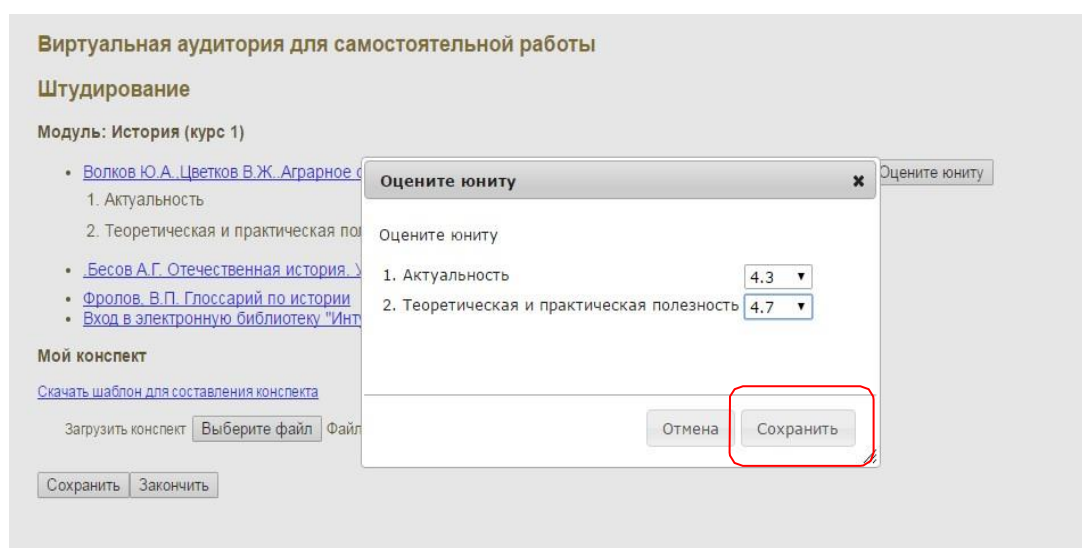 Виртуальная аудитория для самостоятельной работы
Штудирование
Модуль: История (курс 1)
Волков Ю.А.,Цветков В.Ж. Аграрное
Оцените юниту
1. Актуальность
2. Теоретическая и практическая
.Бесов А.Г. Отечественная история.
Фролов. В.П. Глоссарий по истории
Вход в электронную библиотеку "Инт
Мой конспект
Скачать шаблон для составления конспекта
Загрузить конспект Выберите файл Файл
Сохранить Закончить
Оцените юниту
Оцените юниту
1. Актуальность 4.3
2. Теоретическая и практическая полезность 4.7
Отмена Сохранить